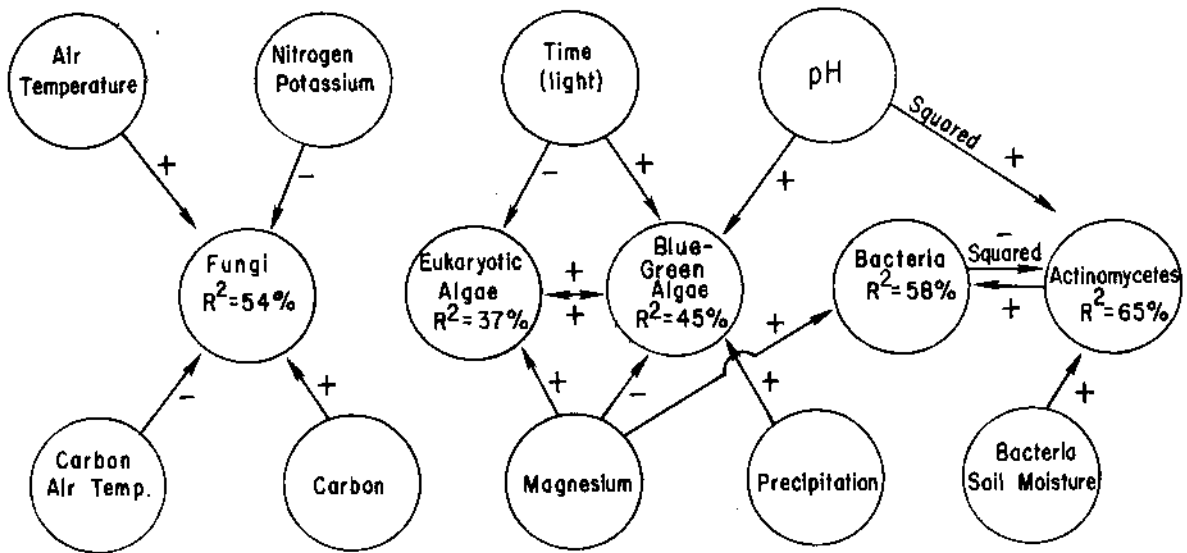 Air
Temperature
Nitrogen
Potassium
Time
(light)
pH
Squared
+
-
-
+
+
+
Fungi
R²=54%
Eukaryotic
Algae
R²=37%
+
+
Blue-
Green
Algae
R²=45%
Bacteria
R²=58%
-
Squared
+
Actinomycetes
R²=65%
-
+
+
-
+
+
+
Carbon
Air Temp.
Carbon
Magnesium
Precipitation
Bacteria
Soil Moisture